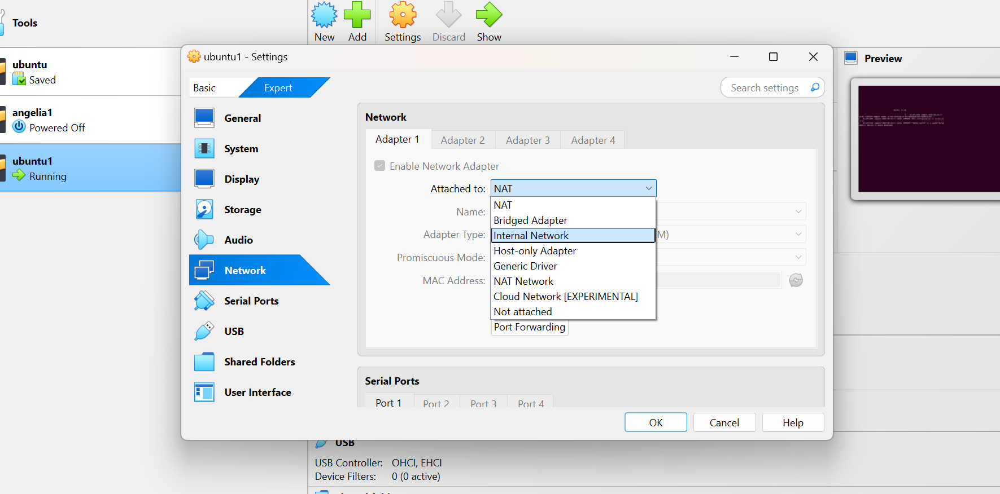 Tools
New
Add
Settings
Discard
Show
ubuntu
Saved
angelia1
Powered Off
ubuntu1
Running
ubuntu1 - Settings
Basic
Expert
Search settings
General
System
Display
Storage
Audio
Network
Serial Ports
USB
Shared Folders
User Interface
Network
Adapter 1
Adapter 2
Adapter 3
Adapter 4
Enable Network Adapter
Attached to:
NAT
NAT
Bridged Adapter
Internal Network
Host-only Adapter
Generic Driver
NAT Network
Cloud Network [EXPERIMENTAL]
Not attached
Name:
Adapter Type:
M)
Promiscuous Mode:
MAC Address:
Port Forwarding
Serial Ports
Port 1
Port 2
Port 3
Port 4
OK
Cancel
Help
Preview
USB
USB Controller: OHCI, EHCI
Device Filters: 0 (0 active)